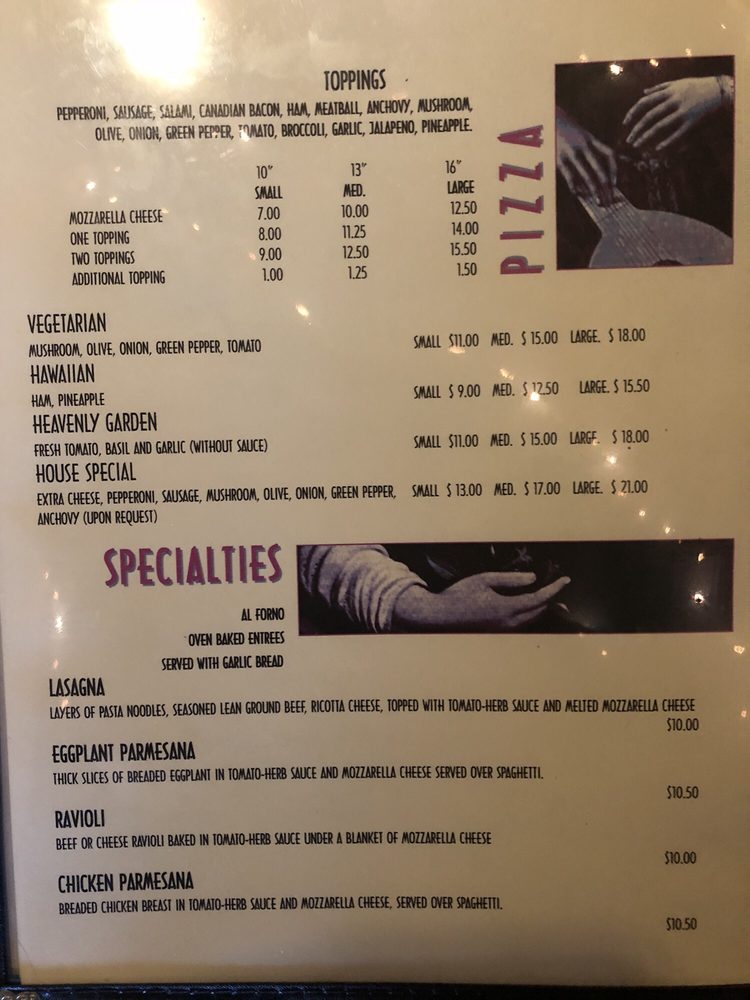 TOPPINGS
PEPPERONI, SAUSAGE, SALAMI, CANADIAN BACON, HAM, MEATBALL, ANCHOVY, MUSHROOM,
OLIVE, ONION, GREEN PEPPER, TOMATO, BROCCOLI, GARLIC, JALAPENO, PINEAPPLE.
PIZZA
10" 13" 16"
SMALL MED. LARGE
MOZZARELLA CHEESE 7.00 10.00 12.50
ONE TOPPING 8.00 11.25 14.00
TWO TOPPINGS 9.00 12.50 15.50
ADDITIONAL TOPPING 1.00 1.25 1.50
VEGETARIAN
MUSHROOM, OLIVE, ONION, GREEN PEPPER, TOMATO SMALL $11.00 MED. $ 15.00 LARGE. $ 18.00
HAWAIIAN
HAM, PINEAPPLE SMALL $ 9.00 MED. $ 12.50 LARGE. $ 15.50
HEAVENLY GARDEN
FRESH TOMATO, BASIL AND GARLIC (WITHOUT SAUCE) SMALL $11.00 MED. $ 15.00 LARGE. $ 18.00
HOUSE SPECIAL
EXTRA CHEESE, PEPPERONI, SAUSAGE, MUSHROOM, OLIVE, ONION, GREEN PEPPER, SMALL $ 13.00 MED. $ 17.00 LARGE. $ 21.00
ANCHOVY (UPON REQUEST)
SPECIALTIES
AL FORNO
OVEN BAKED ENTREES
SERVED WITH GARLIC BREAD
LASAGNA
LAYERS OF PASTA NOODLES, SEASONED LEAN GROUND BEEF, RICOTTA CHEESE, TOPPED WITH TOMATO-HERB SAUCE AND MELTED MOZZARELLA CHEESE
$10.00
EGGPLANT PARMESANA
THICK SLICES OF BREADED EGGPLANT IN TOMATO-HERB SAUCE AND MOZZARELLA CHEESE SERVED OVER SPAGHETTI.
$10.50
RAVIOLI
BEEF OR CHEESE RAVIOLI BAKED IN TOMATO-HERB SAUCE UNDER A BLANKET OF MOZZARELLA CHEESE
$10.00
CHICKEN PARMESANA
BREADED CHICKEN BREAST IN TOMATO-HERB SAUCE AND MOZZARELLA CHEESE, SERVED OVER SPAGHETTI.
$10.50